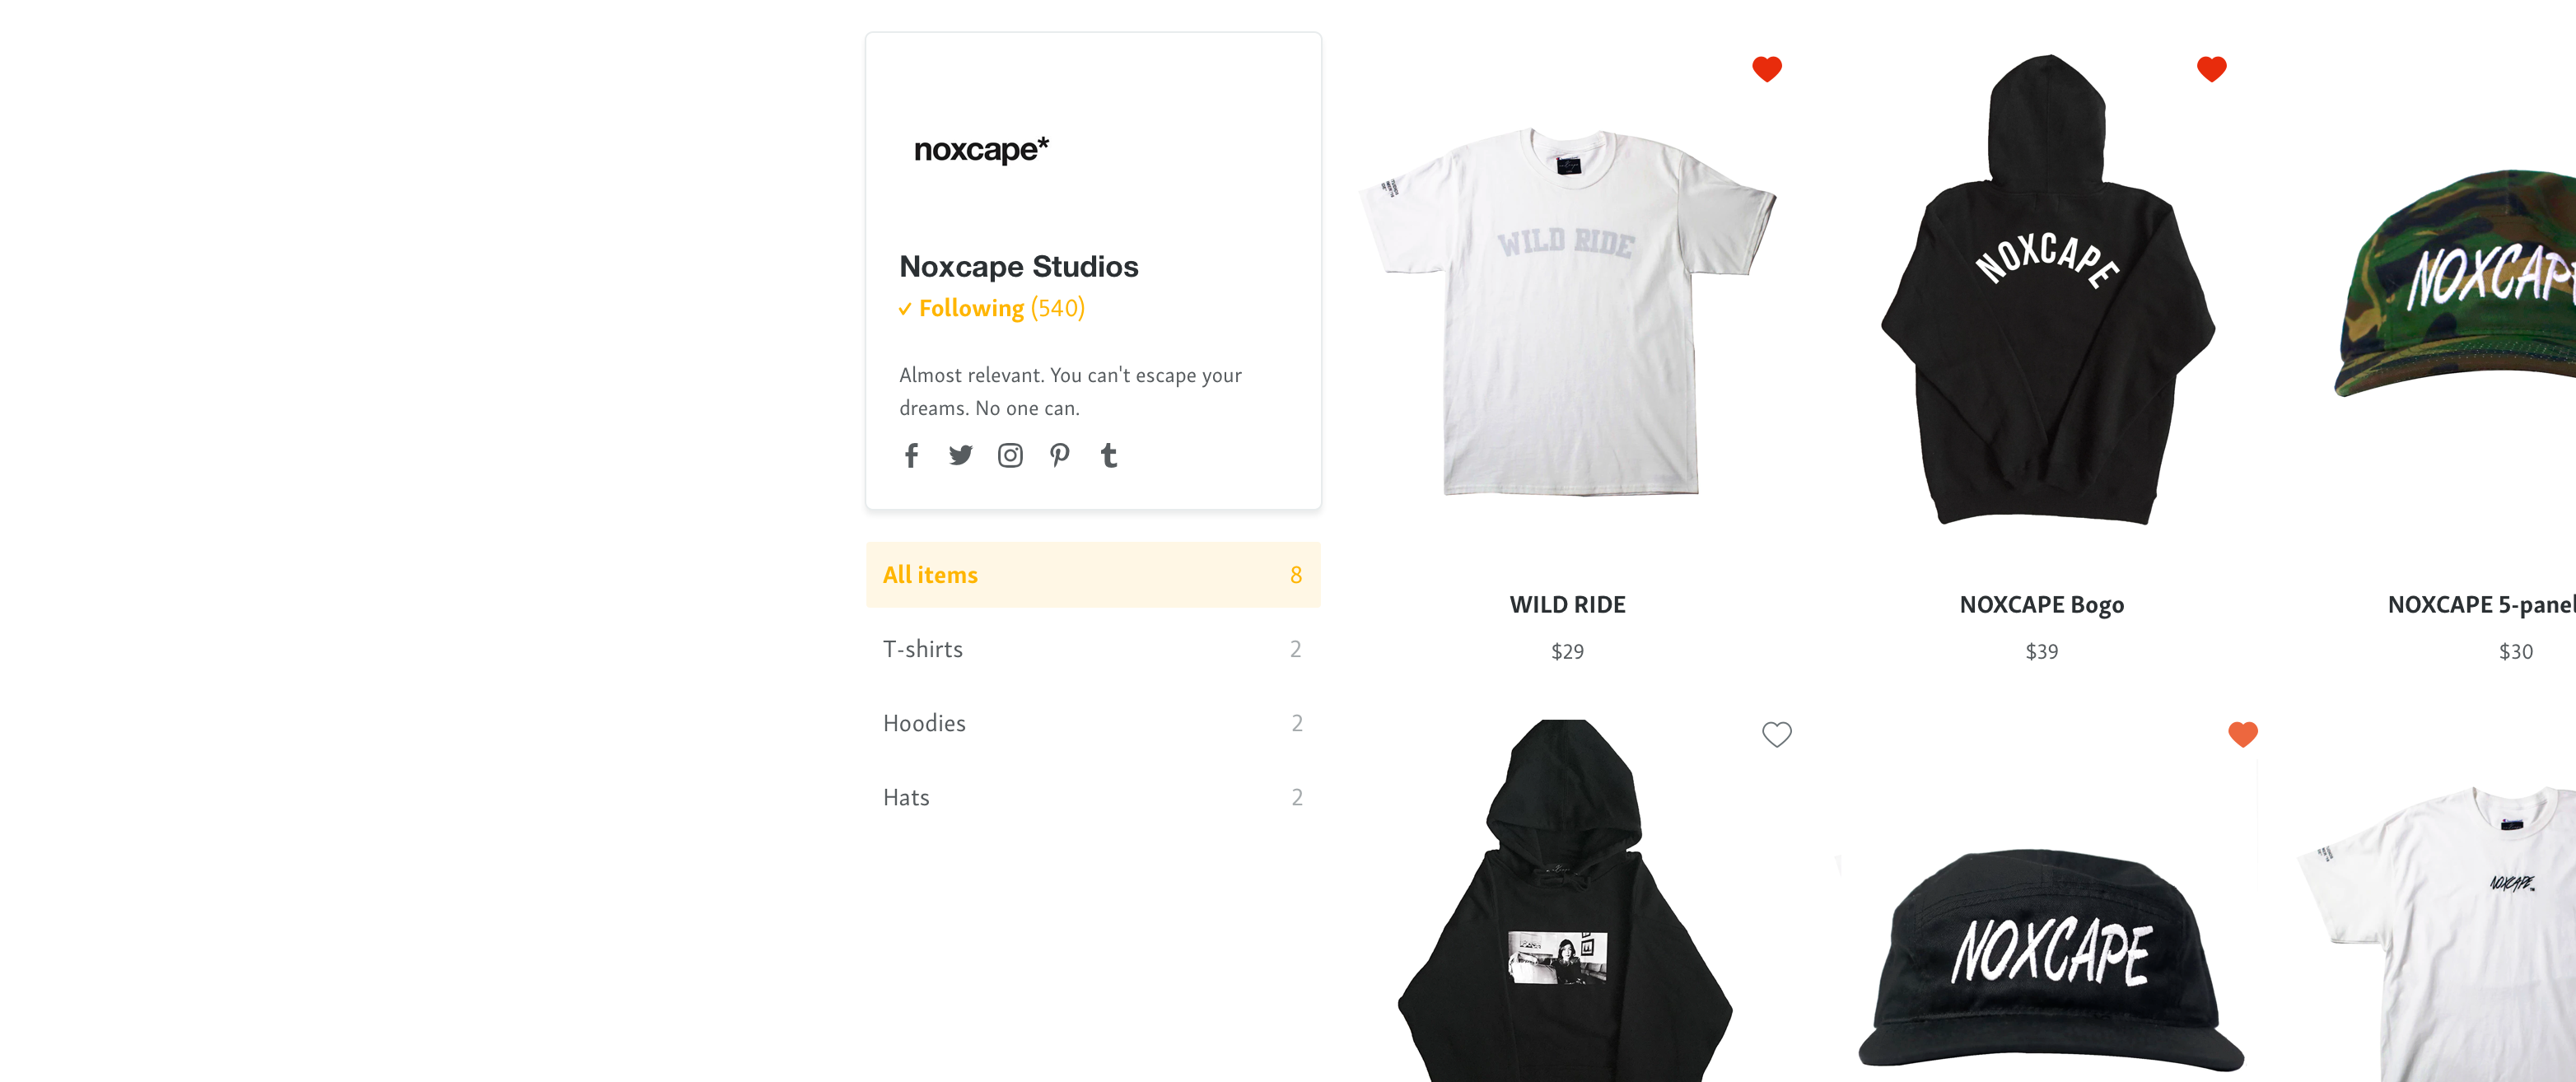 noxcape*
Noxcape Studios
Following (540)
Almost relevant. You can't escape your
dreams. No one can.
All items 8
T-shirts 2
Hoodies 2
Hats 2
WILD RIDE
WILD RIDE
$29
NOXCAPE
NOXCAPE Bogo
$39
NOXCAPE
NOXCAPE 5-panel
$30
NOXCAPE
NOXCAPE